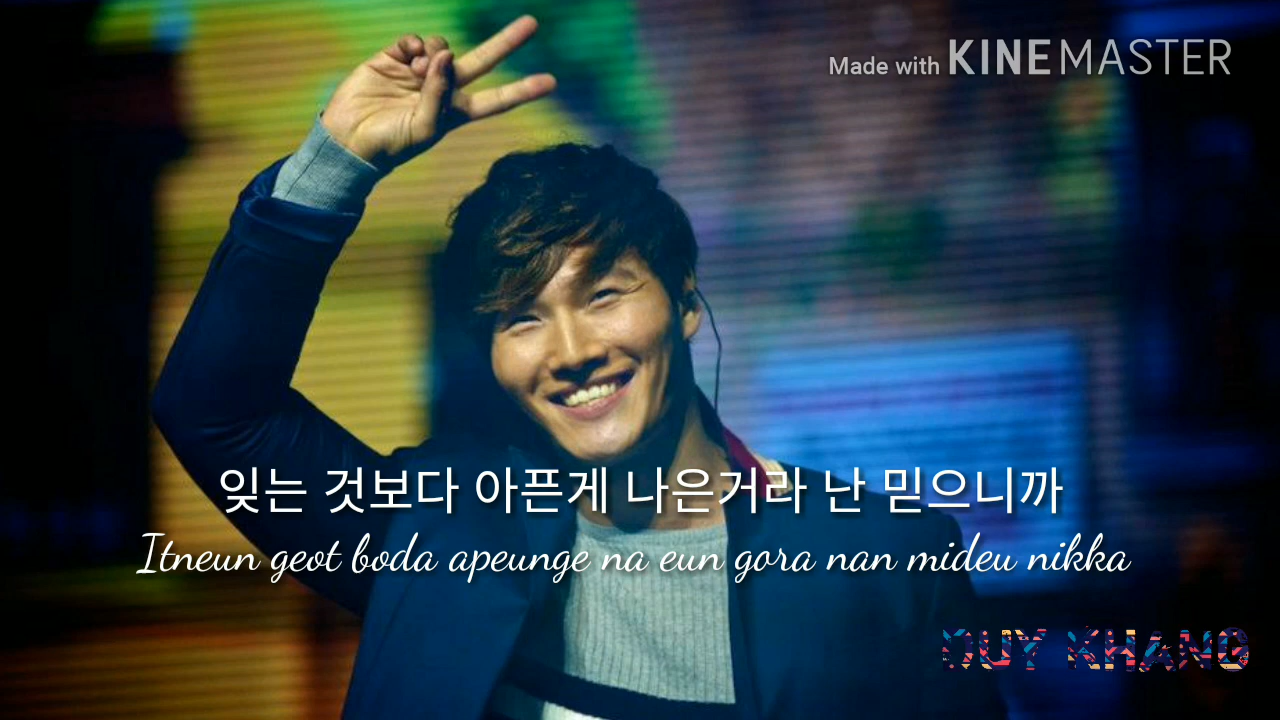 Made with KINEMASTER
잊는 것보다 아픈게 나은거라 난 믿으니까
Itneun geot boda apeunge na eun gora nan mideu nikka
DUY KHANG